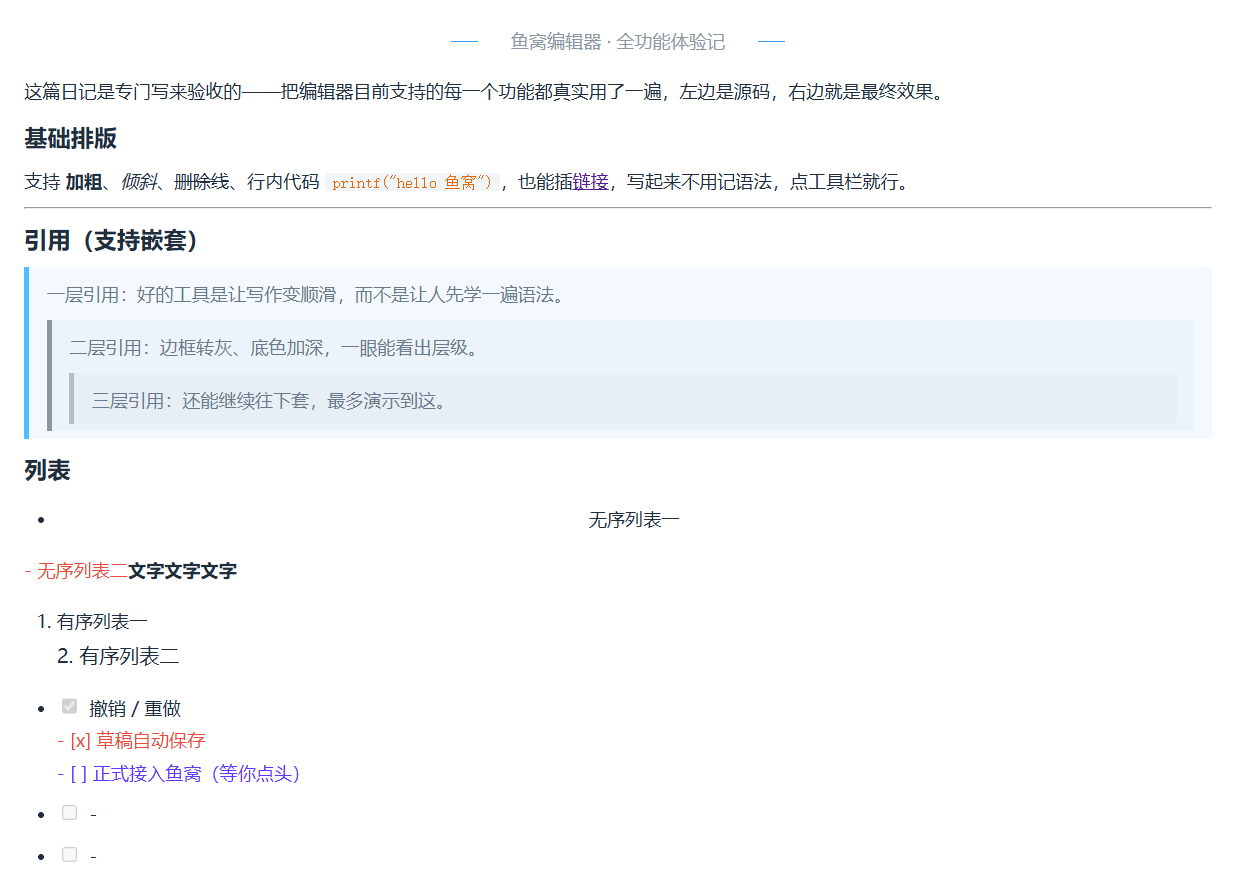 鱼窝编辑器 · 全功能体验记
这篇日记是专门写来验收的——把编辑器目前支持的每一个功能都真实用了一遍，左边是源码，右边就是最终效果。
基础排版
支持 加粗、倾斜、删除线、行内代码 printf("hello 鱼窝") ，也能插链接，写起来不用记语法，点工具栏就行。
引用（支持嵌套）
一层引用：好的工具是让写作变顺滑，而不是让人先学一遍语法。
二层引用：边框转灰、底色加深，一眼能看出层级。
三层引用：还能继续往下套，最多演示到这。
列表
• 无序列表一
- 无序列表二文字文字文字
1. 有序列表一
2. 有序列表二
• 撤销 / 重做
- [x] 草稿自动保存
- [ ] 正式接入鱼窝（等你点头）
• -
• -